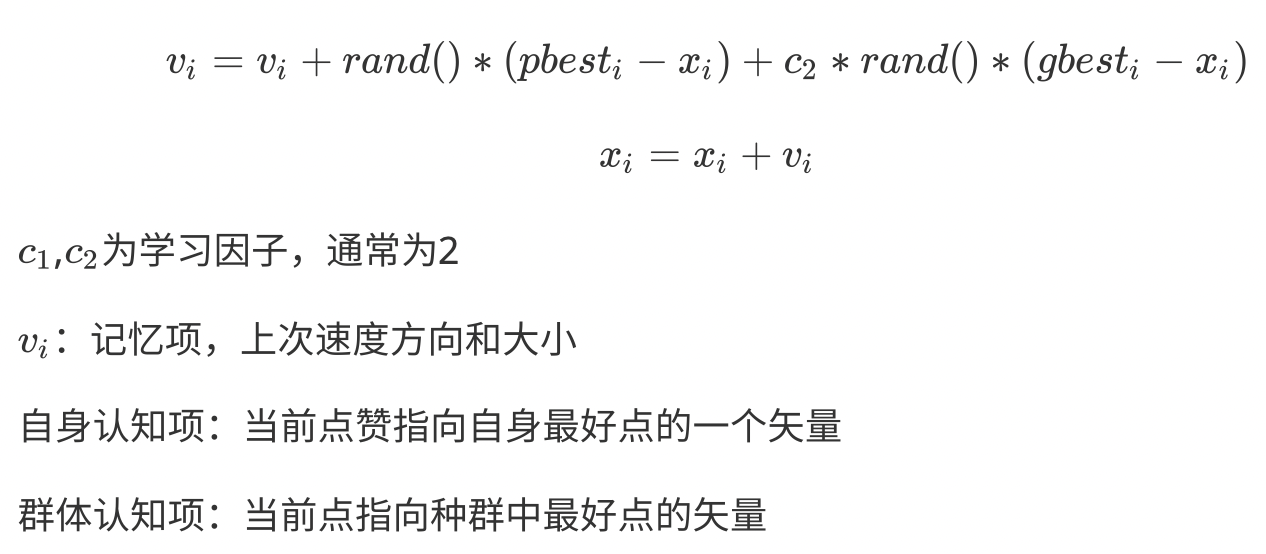 v_i = v_i + rand() * (pbest_i − x_i) + c_2 * rand() * (gbest_i − x_i)
x_i = x_i + v_i
c_1,c_2为学习因子，通常为2
v_i：记忆项，上次速度方向和大小
自身认知项：当前点赞指向自身最好点的一个矢量
群体认知项：当前点指向种群中最好点的矢量